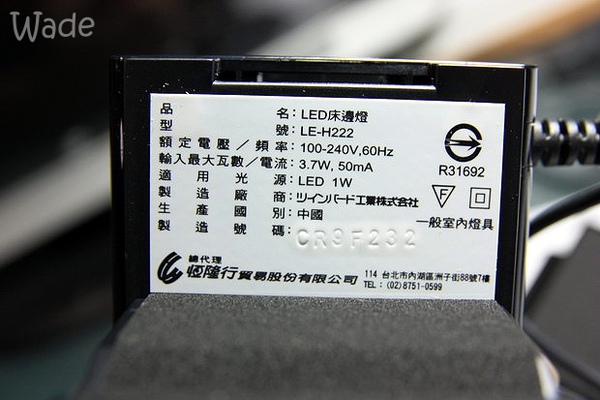 Wade
品名：LED床邊燈
型號：LE-H222
額定電壓／頻率：100-240V,60Hz
輸入最大瓦數／電流：3.7W, 50mA
適用光源：LED 1W
製造廠商：ツインバード工業株式会社
生產國別：中國
製造號碼：CR9F232
R31692
F
一般室內燈具
總代理
恆隆行貿易股份有限公司
114 台北市內湖區洲子街88號7樓
TEL：(02)8751-0599